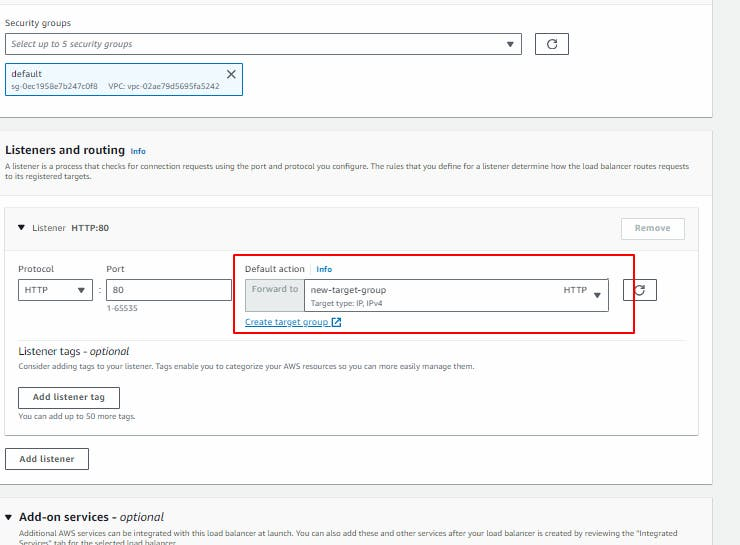 Security groups
Select up to 5 security groups
default
sg-0ec1958e7b247c0f8 VPC: vpc-02ae79d5695fa5242
Listeners and routing Info
A listener is a process that checks for connection requests using the port and protocol you configure. The rules that you define for a listener determine how the load balancer routes requests
to its registered targets.
Listener HTTP:80
Remove
Protocol Port Default action Info
HTTP : 80 Forward to new-target-group HTTP
Target type: IP, IPv4
1-65535
Create target group
Listener tags - optional
Consider adding tags to your listener. Tags enable you to categorize your AWS resources so you can more easily manage them.
Add listener tag
You can add up to 50 more tags.
Add listener
Add-on services - optional
Additional AWS services can be integrated with this load balancer at launch. You can also add these and other services after your load balancer is created by reviewing the "Integrated
Services" tab for the selected load balancer.